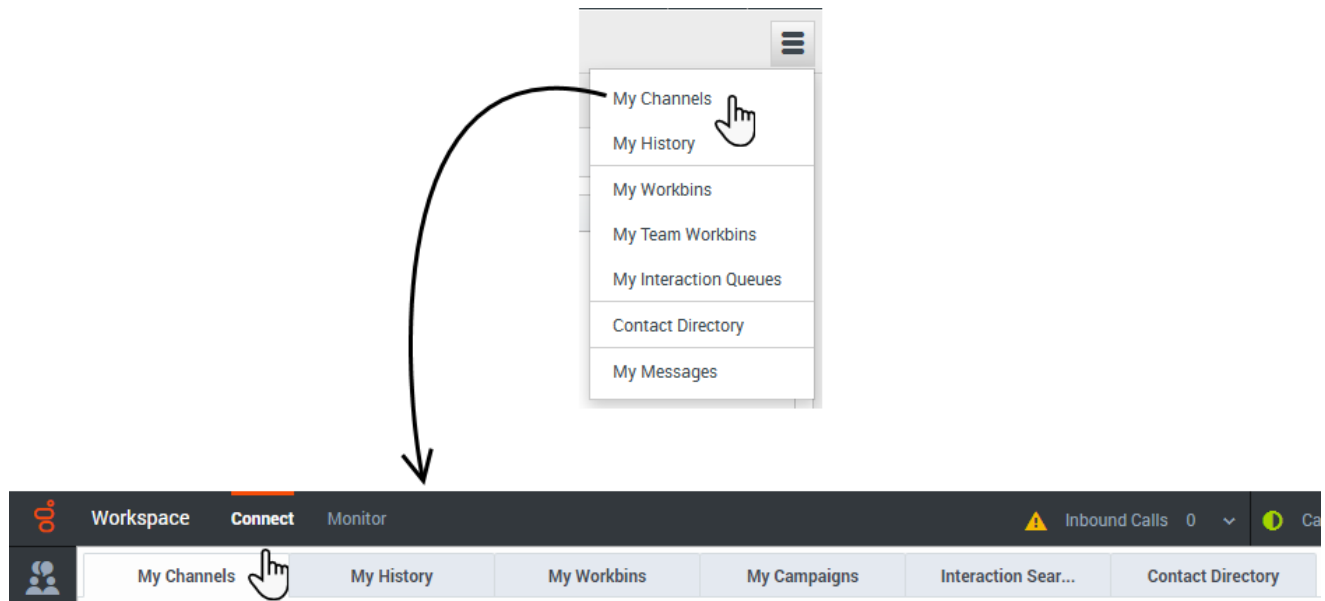 My Channels
My History
My Workbins
My Team Workbins
My Interaction Queues
Contact Directory
My Messages
Workspace Connect Monitor Inbound Calls 0 Ca
My Channels My History My Workbins My Campaigns Interaction Sear... Contact Directory